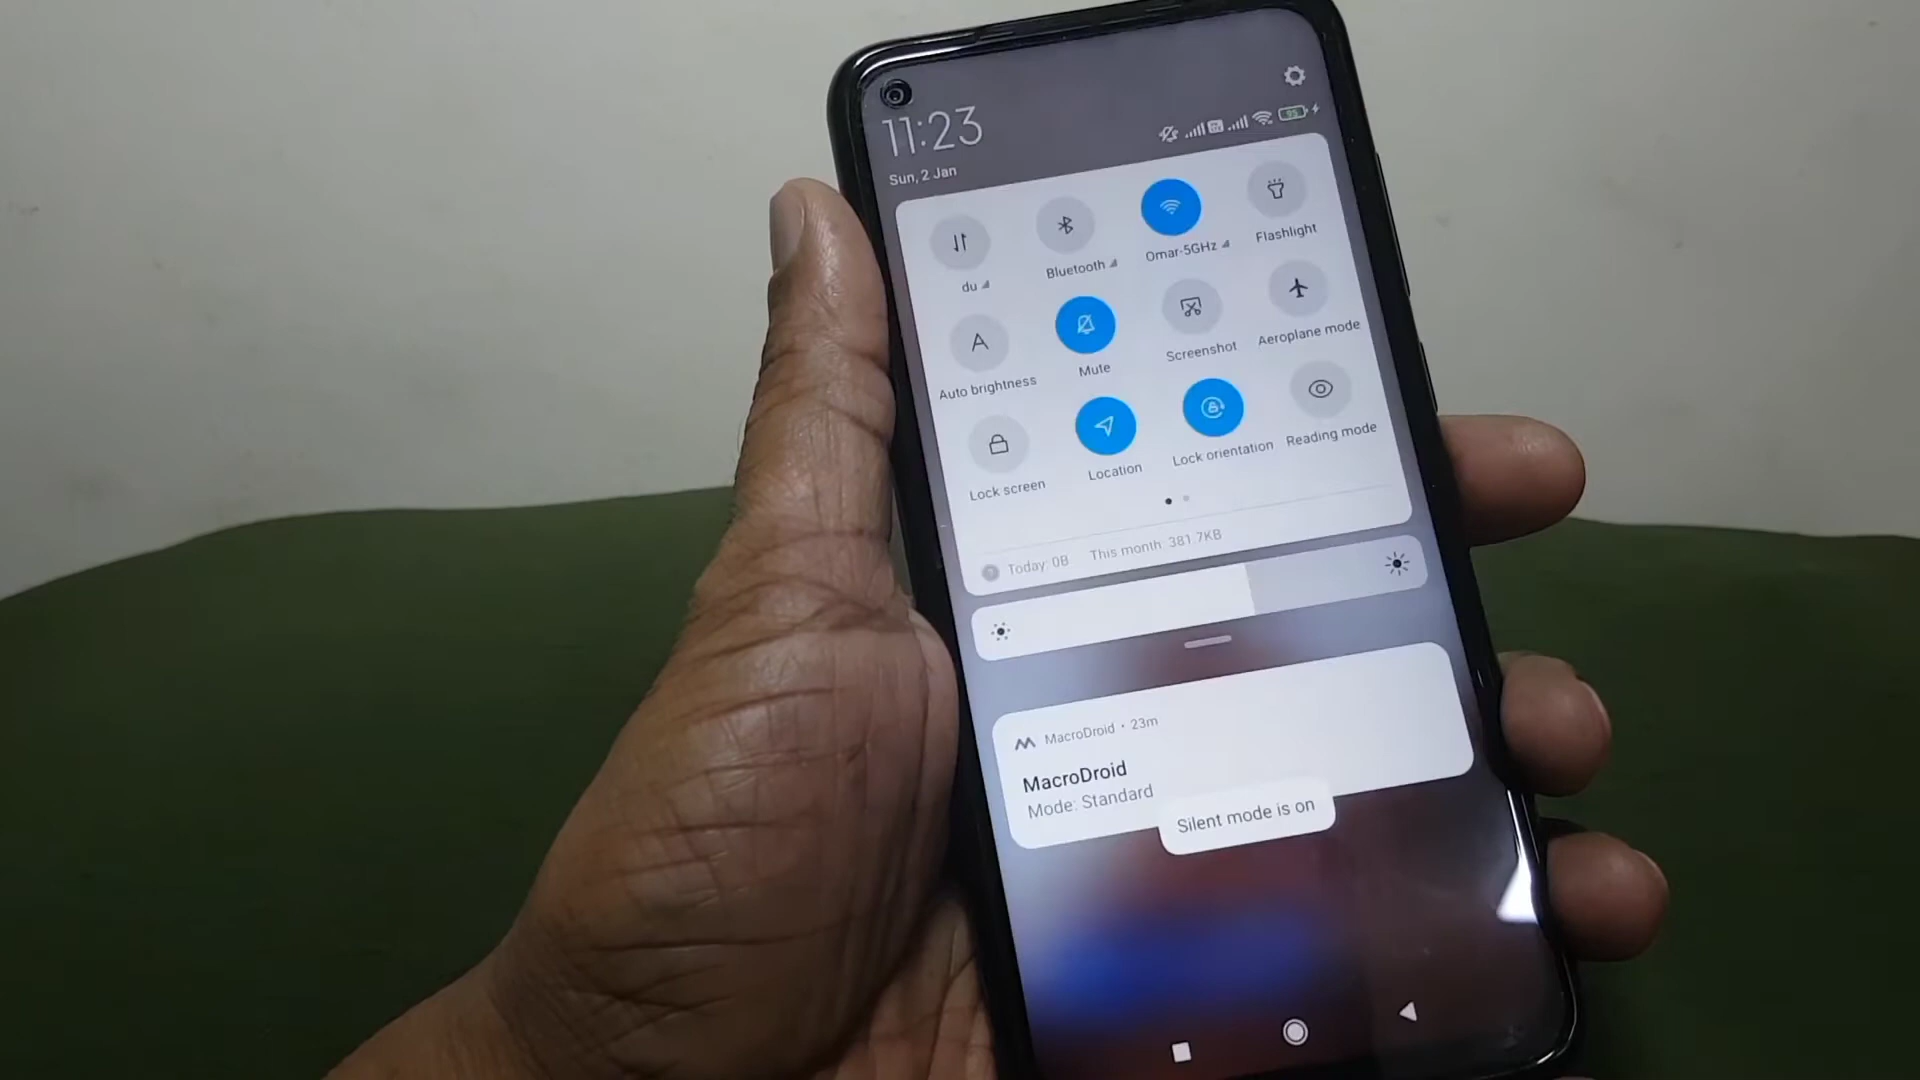 11:23
Sun, 2 Jan
95
du
Bluetooth
Omar-5GHz
Flashlight
Auto brightness
Mute
Screenshot
Aeroplane mode
Lock screen
Location
Lock orientation
Reading mode
Today: 0B This month: 381.7KB
MacroDroid · 23m
MacroDroid
Mode: Standard
Silent mode is on